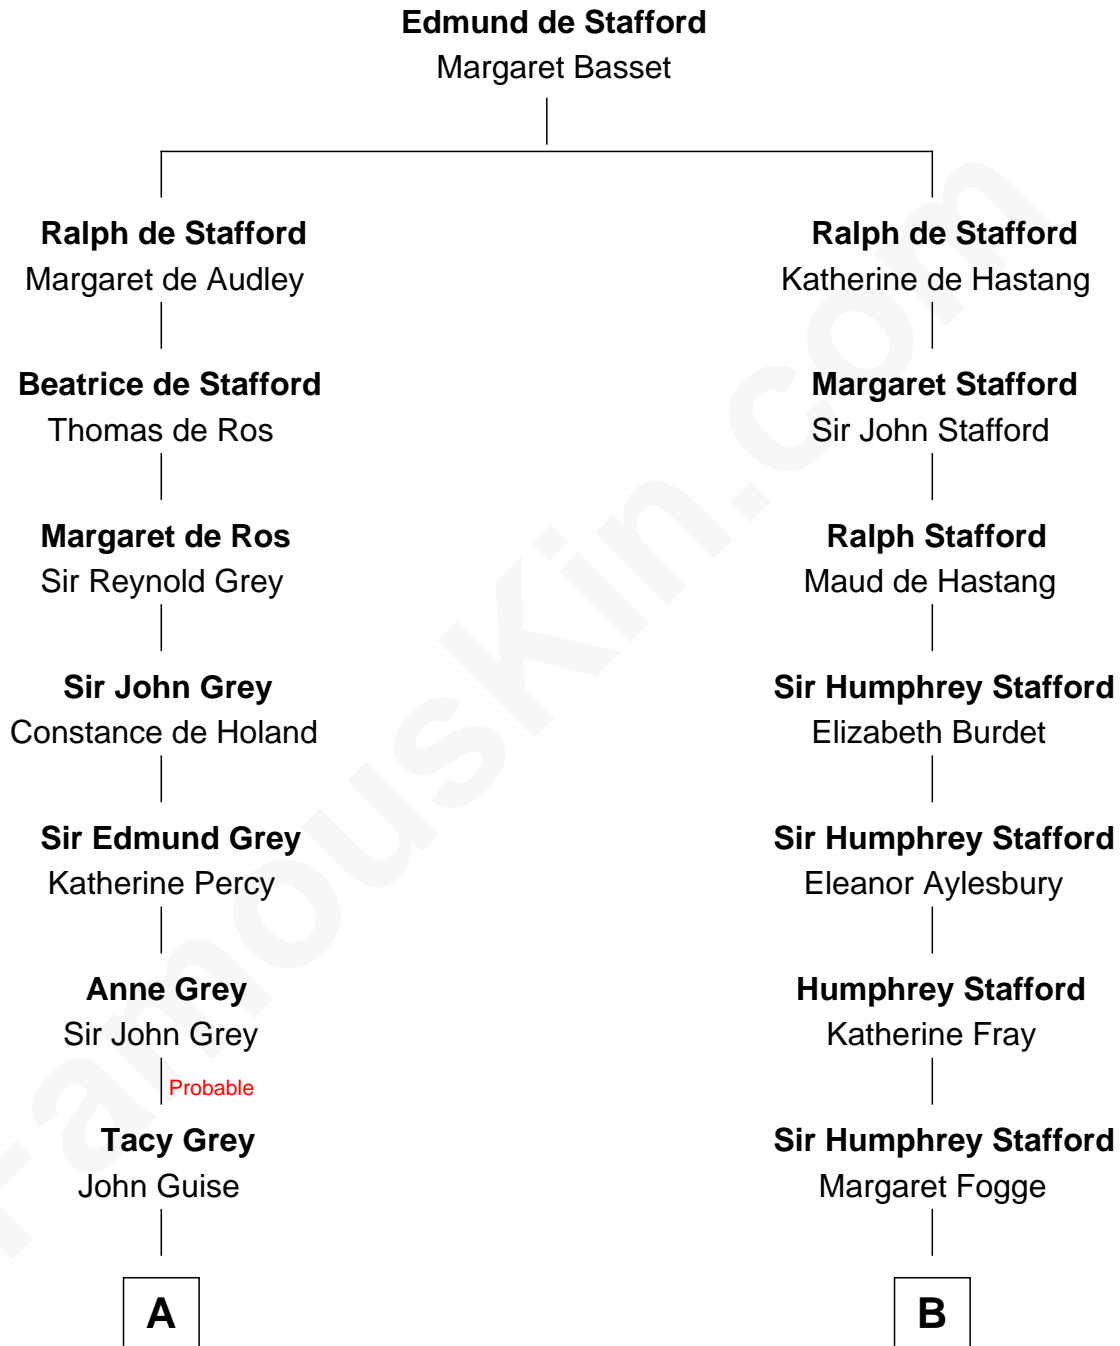 Edmund de Stafford
Margaret Basset
Ralph de Stafford
Margaret de Audley
Beatrice de Stafford
Thomas de Ros
Margaret de Ros
Sir Reynold Grey
Sir John Grey
Constance de Holand
Sir Edmund Grey
Katherine Percy
Anne Grey
Sir John Grey
Probable
Tacy Grey
John Guise
A
Ralph de Stafford
Katherine de Hastang
Margaret Stafford
Sir John Stafford
Ralph Stafford
Maud de Hastang
Sir Humphrey Stafford
Elizabeth Burdet
Sir Humphrey Stafford
Eleanor Aylesbury
Humphrey Stafford
Katherine Fray
Sir Humphrey Stafford
Margaret Fogge
B
FamousKin.com